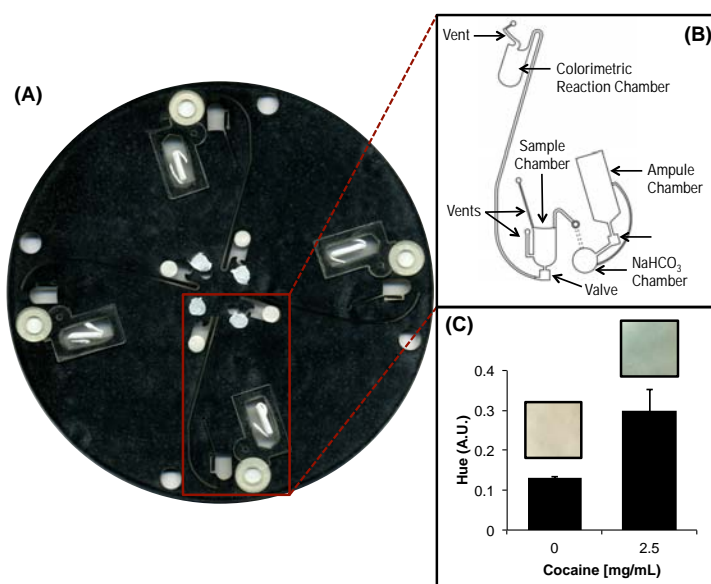 (A)
(B)
Vent
Colorimetric
Reaction Chamber
Sample
Chamber
Ampule
Chamber
Vents
NaHCO₃
Chamber
Valve
(C)
0.4
0.3
0.2
0.1
0
Hue (A.U.)
0
2.5
Cocaine [mg/mL]